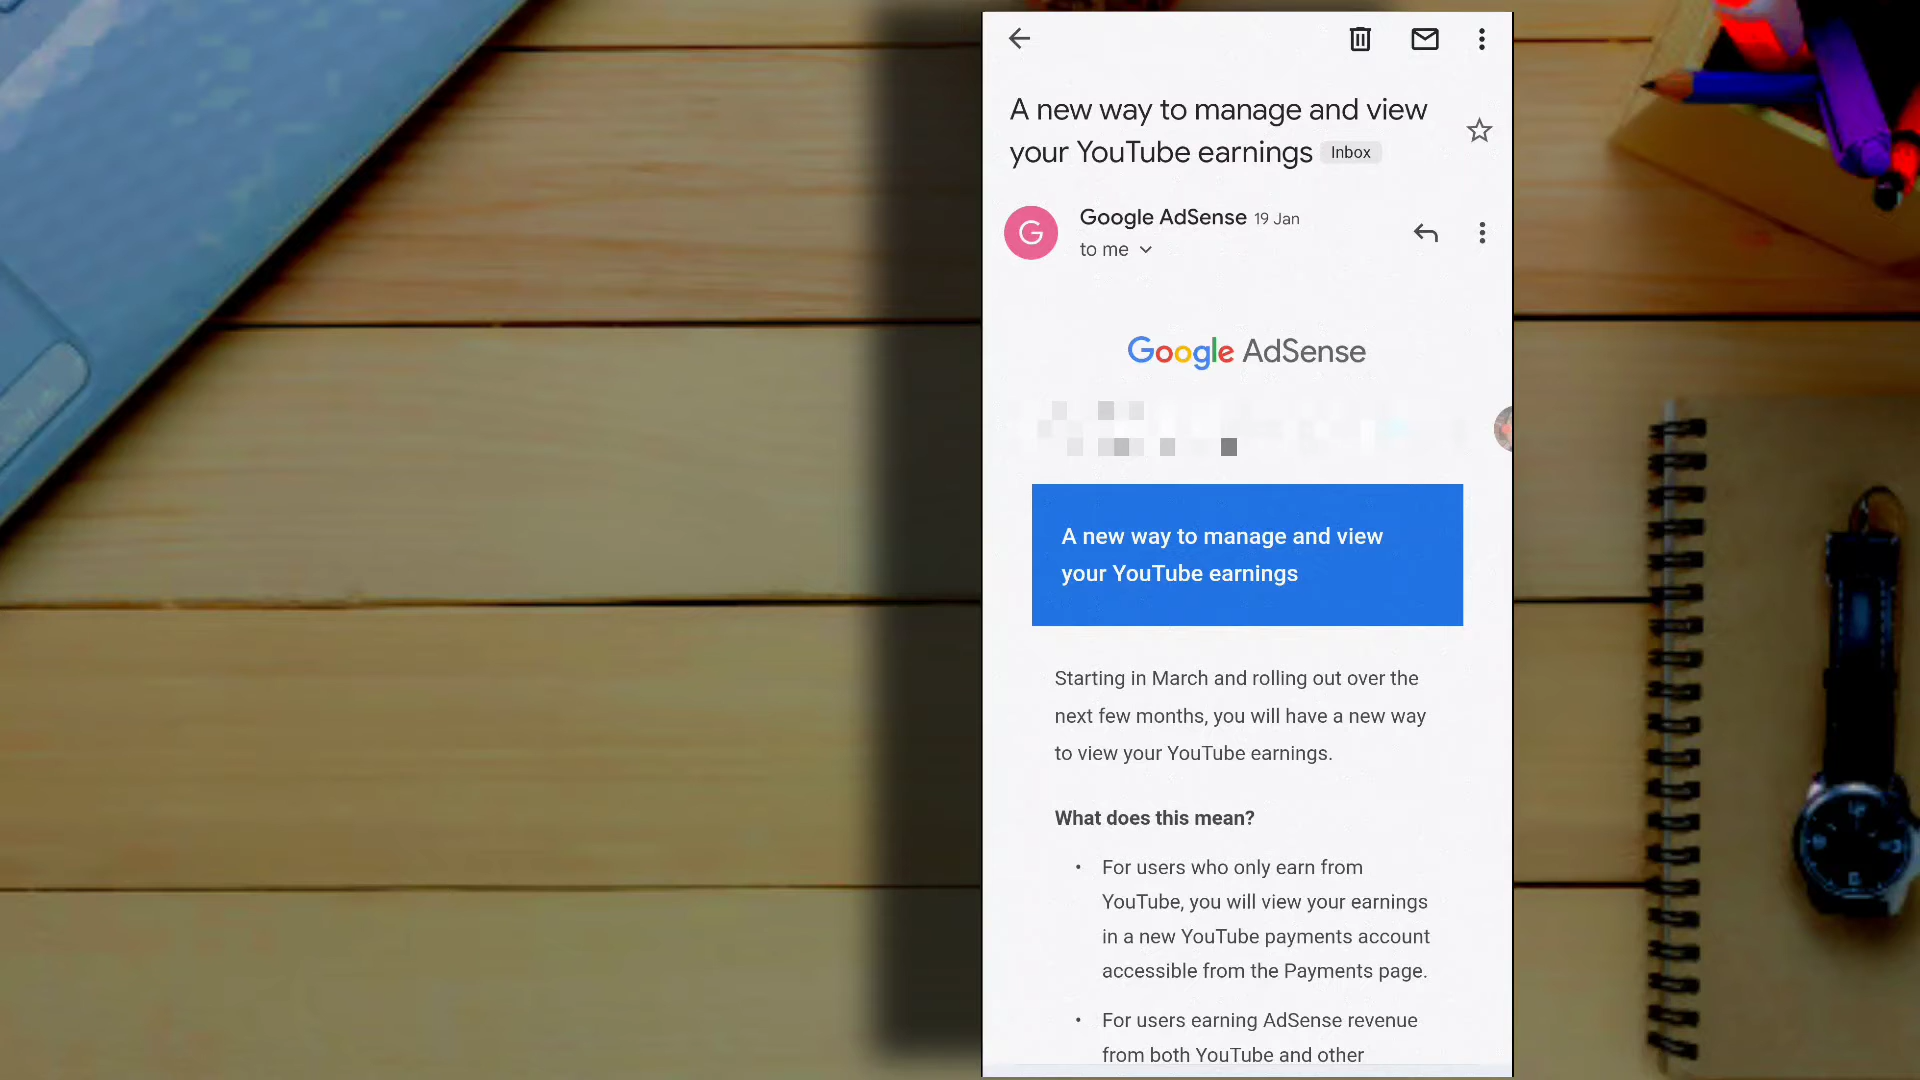 A new way to manage and view
your YouTube earnings Inbox
G
Google AdSense 19 Jan
to me
Google AdSense
A new way to manage and view
your YouTube earnings
Starting in March and rolling out over the
next few months, you will have a new way
to view your YouTube earnings.
What does this mean?
• For users who only earn from
YouTube, you will view your earnings
in a new YouTube payments account
accessible from the Payments page.
• For users earning AdSense revenue
from both YouTube and other